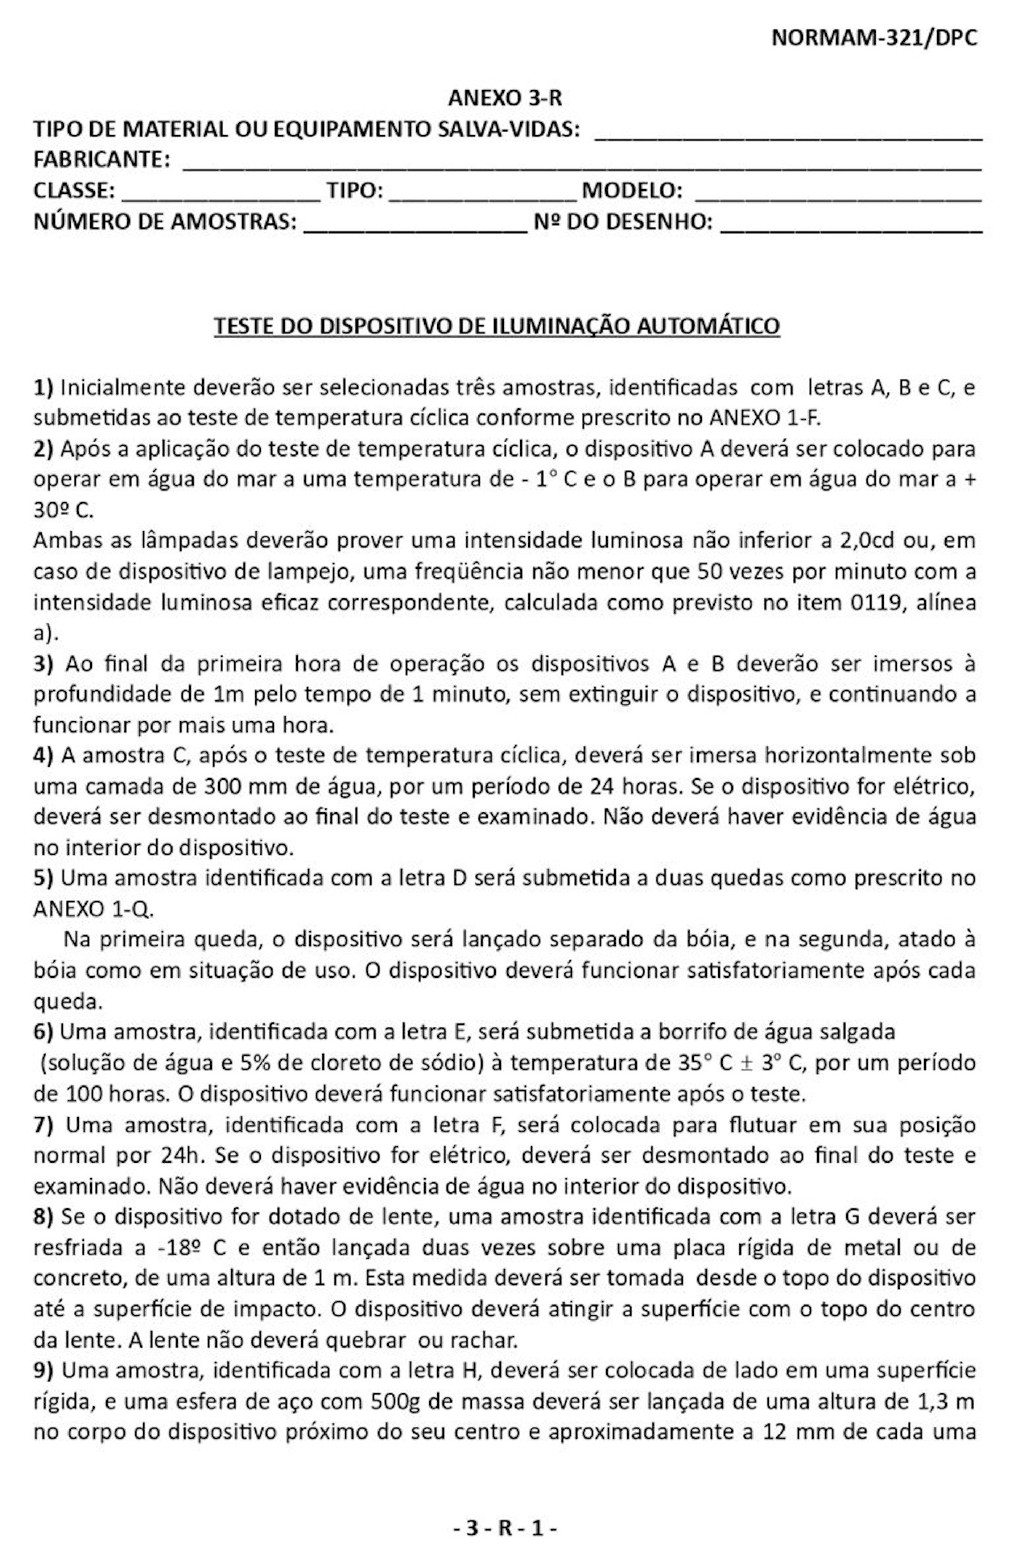 NORMAM-321/DPC
ANEXO 3-R
TIPO DE MATERIAL OU EQUIPAMENTO SALVA-VIDAS: ______________________________
FABRICANTE: ______________________________
CLASSE: ________________ TIPO: _______________ MODELO: ______________________
NÚMERO DE AMOSTRAS: _________________ Nº DO DESENHO: ____________________
TESTE DO DISPOSITIVO DE ILUMINAÇÃO AUTOMÁTICO
1) Inicialmente deverão ser selecionadas três amostras, identificadas com letras A, B e C, e
submetidas ao teste de temperatura cíclica conforme prescrito no ANEXO 1-F.
2) Após a aplicação do teste de temperatura cíclica, o dispositivo A deverá ser colocado para
operar em água do mar a uma temperatura de - 1° C e o B para operar em água do mar a +
30º C.
Ambas as lâmpadas deverão prover uma intensidade luminosa não inferior a 2,0cd ou, em
caso de dispositivo de lampejo, uma freqüência não menor que 50 vezes por minuto com a
intensidade luminosa eficaz correspondente, calculada como previsto no item 0119, alínea
a).
3) Ao final da primeira hora de operação os dispositivos A e B deverão ser imersos à
profundidade de 1m pelo tempo de 1 minuto, sem extinguir o dispositivo, e continuando a
funcionar por mais uma hora.
4) A amostra C, após o teste de temperatura cíclica, deverá ser imersa horizontalmente sob
uma camada de 300 mm de água, por um período de 24 horas. Se o dispositivo for elétrico,
deverá ser desmontado ao final do teste e examinado. Não deverá haver evidência de água
no interior do dispositivo.
5) Uma amostra identificada com a letra D será submetida a duas quedas como prescrito no
ANEXO 1-Q.
Na primeira queda, o dispositivo será lançado separado da bóia, e na segunda, atado à
bóia como em situação de uso. O dispositivo deverá funcionar satisfatoriamente após cada
queda.
6) Uma amostra, identificada com a letra E, será submetida a borrifo de água salgada
(solução de água e 5% de cloreto de sódio) à temperatura de 35° C ± 3° C, por um período
de 100 horas. O dispositivo deverá funcionar satisfatoriamente após o teste.
7) Uma amostra, identificada com a letra F, será colocada para flutuar em sua posição
normal por 24h. Se o dispositivo for elétrico, deverá ser desmontado ao final do teste e
examinado. Não deverá haver evidência de água no interior do dispositivo.
8) Se o dispositivo for dotado de lente, uma amostra identificada com a letra G deverá ser
resfriada a -18º C e então lançada duas vezes sobre uma placa rígida de metal ou de
concreto, de uma altura de 1 m. Esta medida deverá ser tomada desde o topo do dispositivo
até a superfície de impacto. O dispositivo deverá atingir a superfície com o topo do centro
da lente. A lente não deverá quebrar ou rachar.
9) Uma amostra, identificada com a letra H, deverá ser colocada de lado em uma superfície
rígida, e uma esfera de aço com 500g de massa deverá ser lançada de uma altura de 1,3 m
no corpo do dispositivo próximo do seu centro e aproximadamente a 12 mm de cada uma
- 3 - R - 1 -